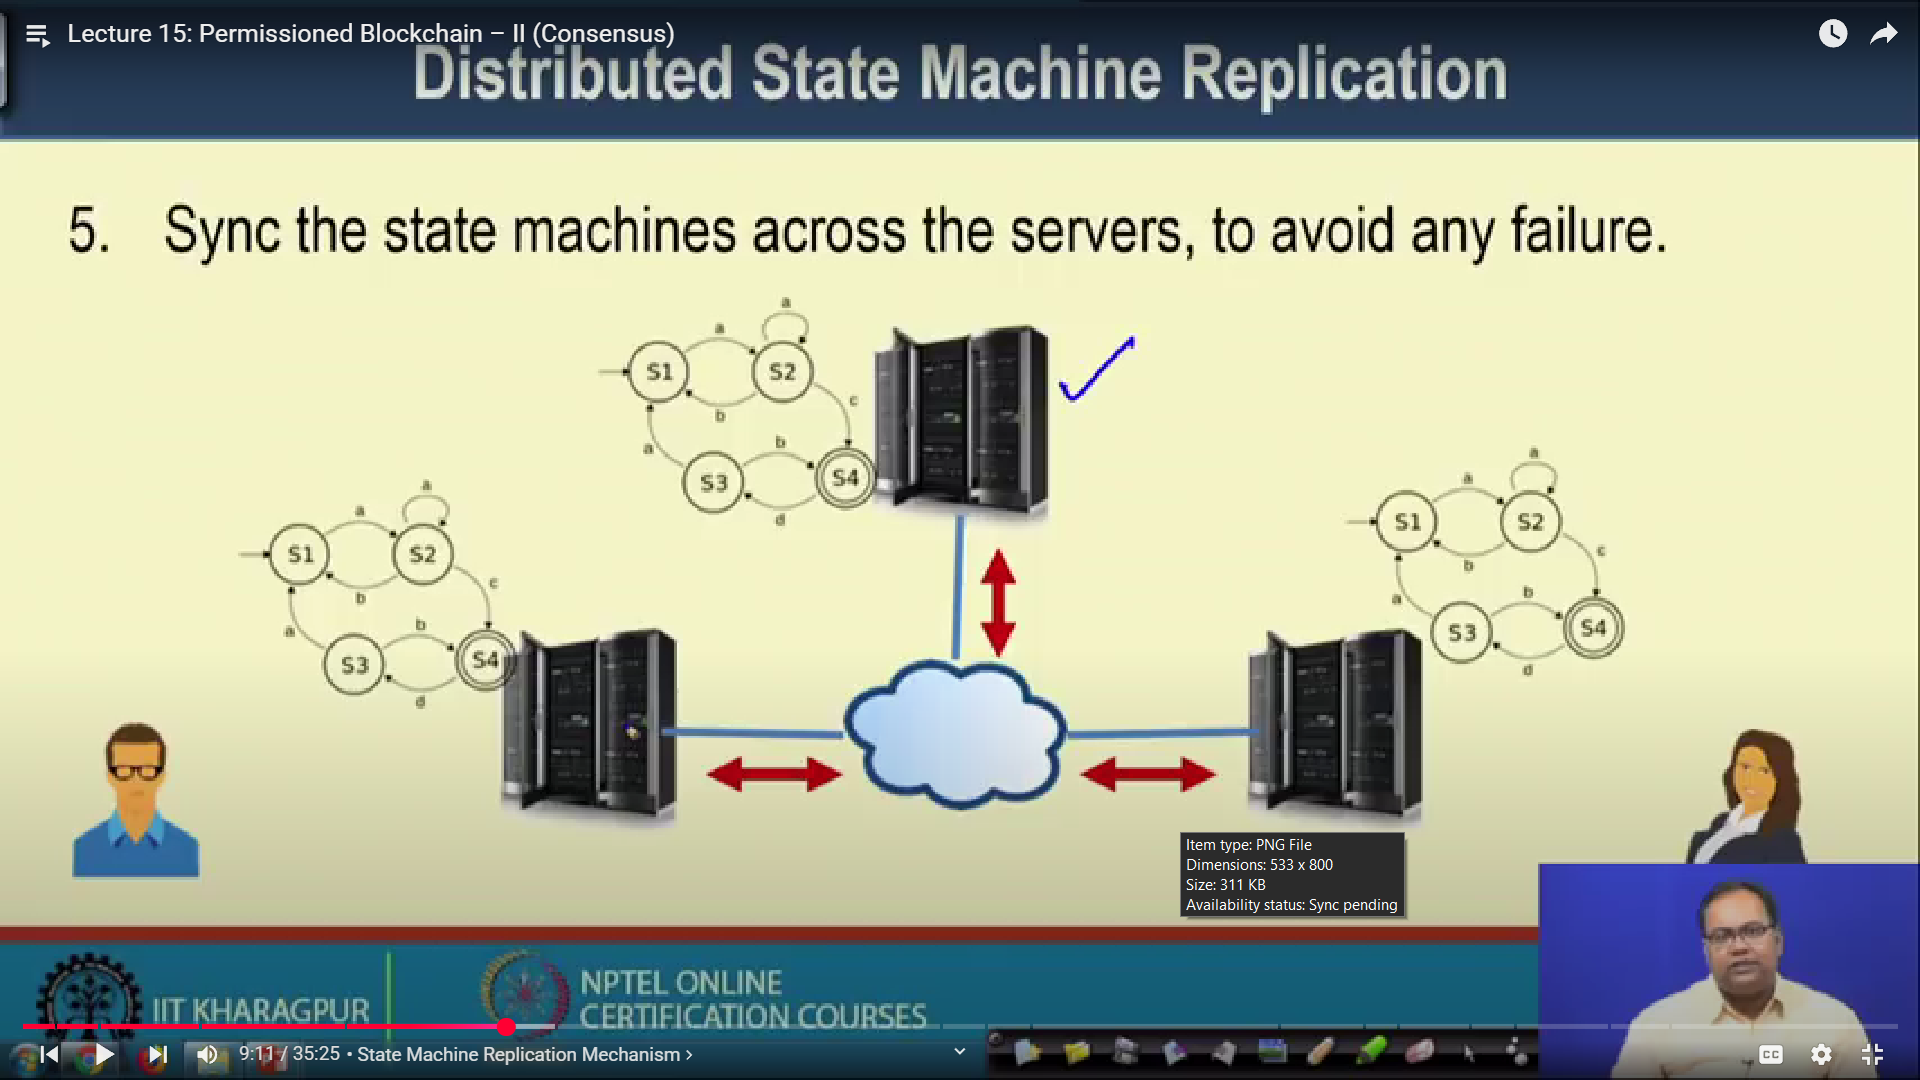 Lecture 15: Permissioned Blockchain – II (Consensus)
Distributed State Machine Replication
5. Sync the state machines across the servers, to avoid any failure.
a
a
S1
S2
b
c
a
b
S3
S4
d
a
a
S1
S2
b
c
a
b
S3
S4
d
a
a
S1
S2
b
c
a
b
S3
S4
d
Item type: PNG File
Dimensions: 533 x 800
Size: 311 KB
Availability status: Sync pending
IIT KHARAGPUR
NPTEL ONLINE
CERTIFICATION COURSES
9:11 / 35:25 • State Machine Replication Mechanism ›
CC